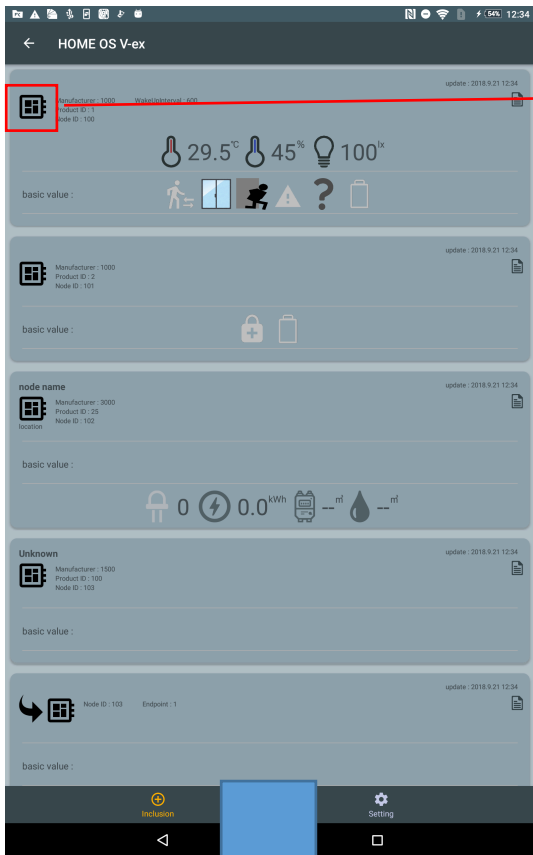 54% 12:34
HOME OS V-ex
update : 2018.9.21 12:34
Manufacturer : 1000 WakeUpInterval : 600
Product ID : 1
Node ID : 100
29.5℃ 45% 100lx
basic value :
?
update : 2018.9.21 12:34
Manufacturer : 1000
Product ID : 2
Node ID : 101
basic value :
node name
update : 2018.9.21 12:34
Manufacturer : 3000
Product ID : 25
Node ID : 102
location
basic value :
0 0.0kWh --㎥ --㎥
Unknown
update : 2018.9.21 12:34
Manufacturer : 1500
Product ID : 100
Node ID : 103
basic value :
update : 2018.9.21 12:34
Node ID : 103 Endpoint : 1
basic value :
Inclusion Setting